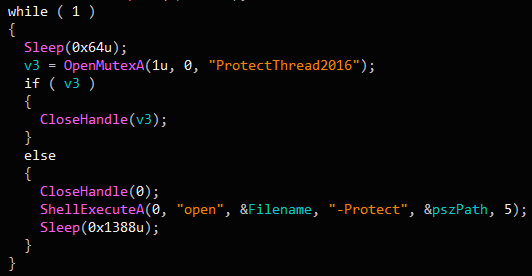 while ( 1 )
{
Sleep(0x64u);
v3 = OpenMutexA(1u, 0, "ProtectThread2016");
if ( v3 )
{
CloseHandle(v3);
}
else
{
CloseHandle(0);
ShellExecuteA(0, "open", &Filename, "-Protect", &pszPath, 5);
Sleep(0x1388u);
}
}